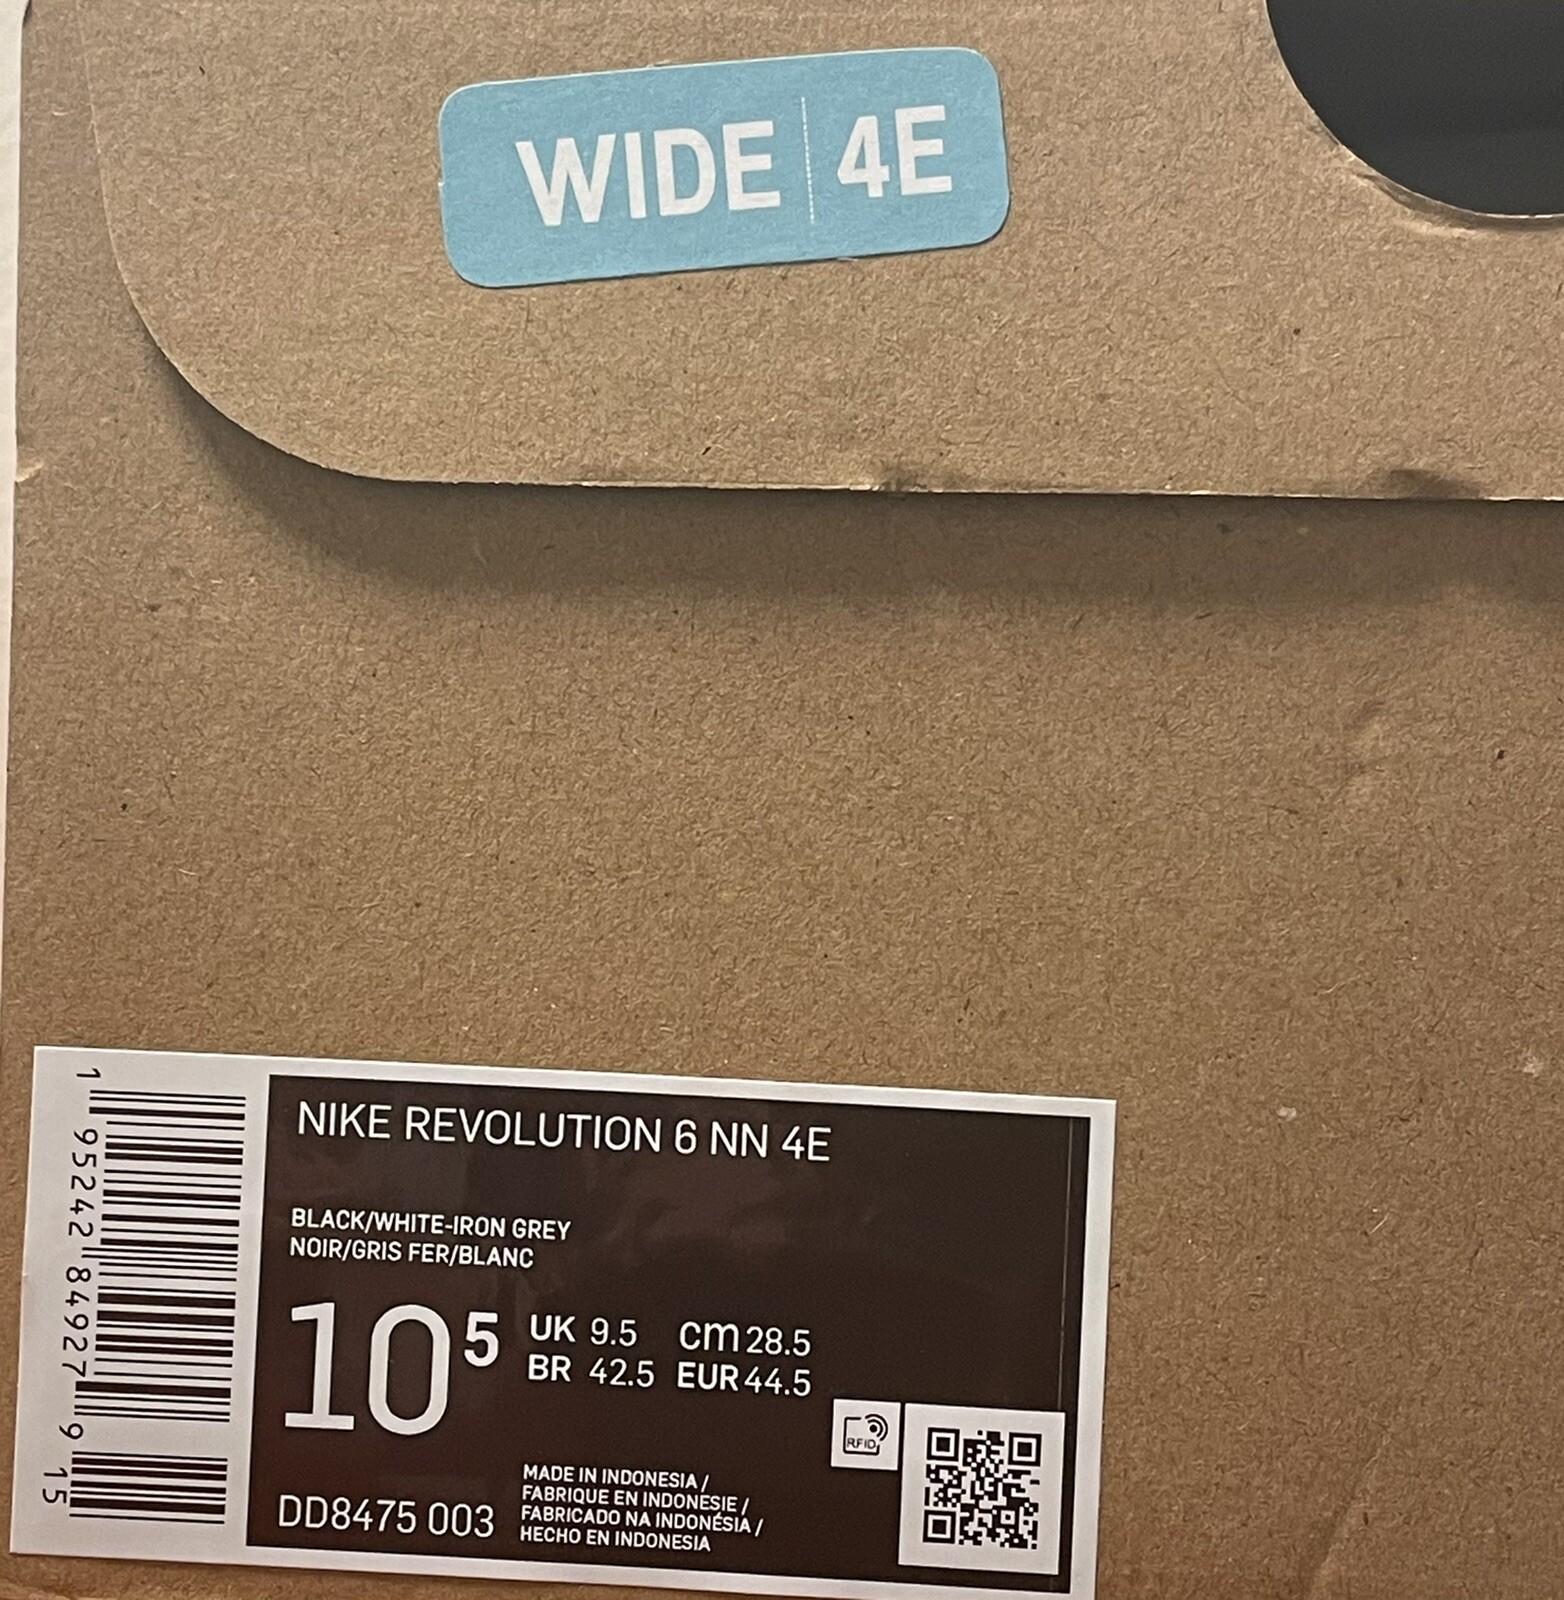 WIDE 4E
NIKE REVOLUTION 6 NN 4E
BLACK/WHITE-IRON GREY
NOIR/GRIS FER/BLANC
10⁵
UK 9.5 cm 28.5
BR 42.5 EUR 44.5
RFID
DD8475 003
MADE IN INDONESIA /
FABRIQUE EN INDONESIE /
FABRICADO NA INDONÉSIA /
HECHO EN INDONESIA
1 95242 84927 9 15